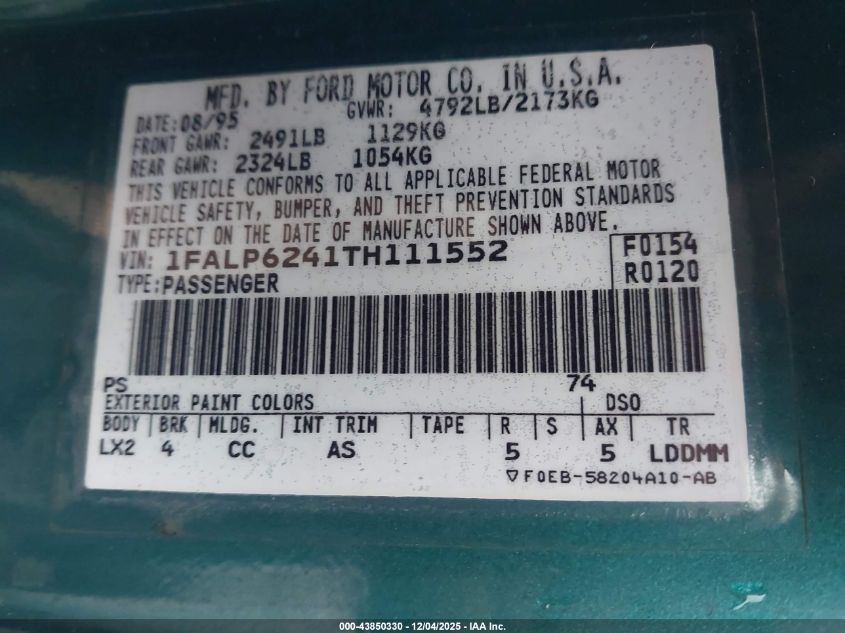 MFD. BY FORD MOTOR CO. IN U.S.A.
DATE: 08/95 GVWR: 4792LB/2173KG
FRONT GAWR: 2491LB 1129KG
REAR GAWR: 2324LB 1054KG
THIS VEHICLE CONFORMS TO ALL APPLICABLE FEDERAL MOTOR
VEHICLE SAFETY, BUMPER, AND THEFT PREVENTION STANDARDS
IN EFFECT ON THE DATE OF MANUFACTURE SHOWN ABOVE.
VIN: 1FALP6241TH111552 F0154
TYPE: PASSENGER R0120
PS 74
EXTERIOR PAINT COLORS DSO
BODY BRK MLDG. INT TRIM TAPE R S AX TR
LX2 4 CC AS 5 5 LDDMM
▽F0EB-58204A10-AB
000-43850330 - 12/04/2025 - IAA Inc.